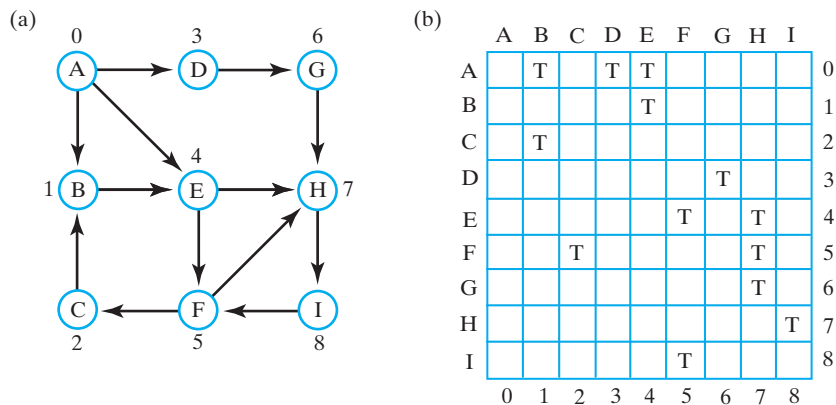 (a)
0 3 6
A D G
4
1 B E H 7
C F I
2 5 8
(b)
A B C D E F G H I
A T T T 0
B T 1
C T 2
D T 3
E T T 4
F T T 5
G T 6
H T 7
I T 8
0 1 2 3 4 5 6 7 8